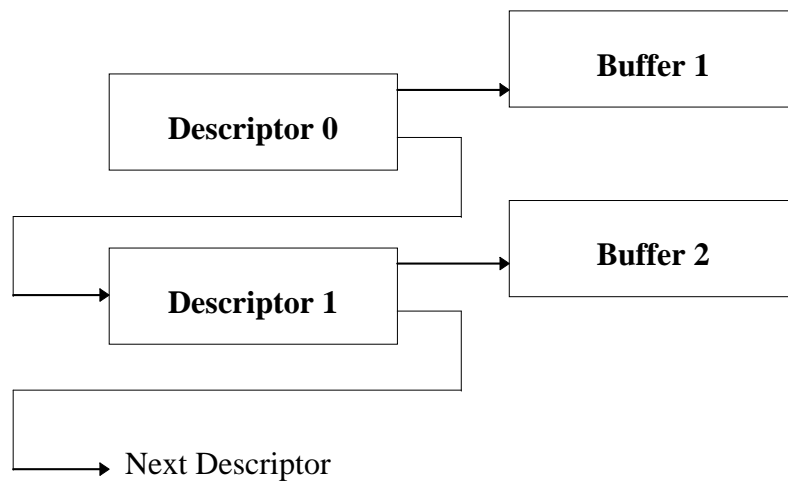 Buffer 1
Descriptor 0
Buffer 2
Descriptor 1
Next Descriptor